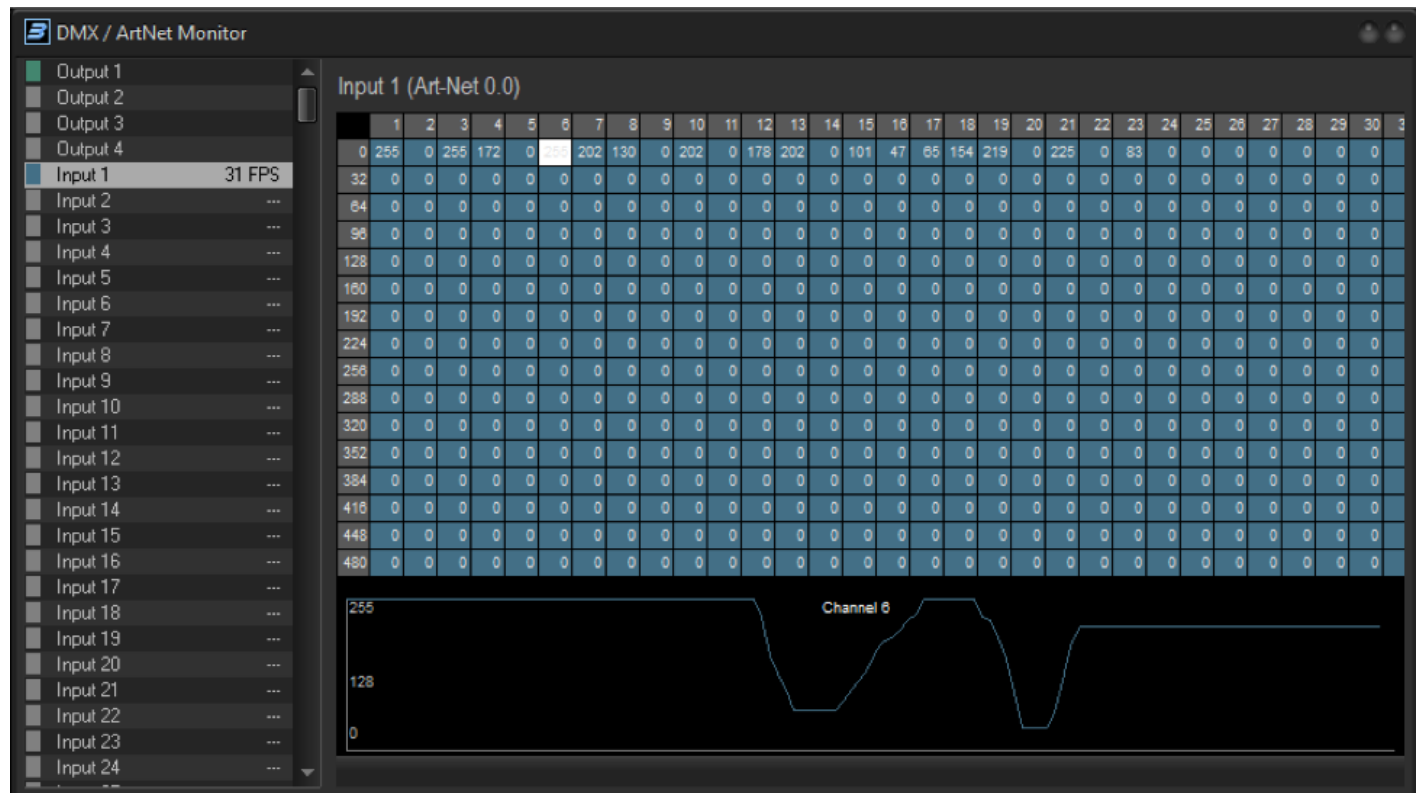 DMX / ArtNet Monitor
Output 1
Output 2
Output 3
Output 4
Input 1 31 FPS
Input 2 ---
Input 3 ---
Input 4 ---
Input 5 ---
Input 6 ---
Input 7 ---
Input 8 ---
Input 9 ---
Input 10 ---
Input 11 ---
Input 12 ---
Input 13 ---
Input 14 ---
Input 15 ---
Input 16 ---
Input 17 ---
Input 18 ---
Input 19 ---
Input 20 ---
Input 21 ---
Input 22 ---
Input 23 ---
Input 24 ---
Input 1 (Art-Net 0.0)
1 2 3 4 5 6 7 8 9 10 11 12 13 14 15 16 17 18 19 20 21 22 23 24 25 26 27 28 29 30
0 255 0 255 172 0 255 202 130 0 202 0 178 202 0 101 47 65 154 219 0 225 0 83 0 0 0 0 0 0 0
32 0 0 0 0 0 0 0 0 0 0 0 0 0 0 0 0 0 0 0 0 0 0 0 0 0 0 0 0 0 0
64 0 0 0 0 0 0 0 0 0 0 0 0 0 0 0 0 0 0 0 0 0 0 0 0 0 0 0 0 0 0
96 0 0 0 0 0 0 0 0 0 0 0 0 0 0 0 0 0 0 0 0 0 0 0 0 0 0 0 0 0 0
128 0 0 0 0 0 0 0 0 0 0 0 0 0 0 0 0 0 0 0 0 0 0 0 0 0 0 0 0 0 0
160 0 0 0 0 0 0 0 0 0 0 0 0 0 0 0 0 0 0 0 0 0 0 0 0 0 0 0 0 0 0
192 0 0 0 0 0 0 0 0 0 0 0 0 0 0 0 0 0 0 0 0 0 0 0 0 0 0 0 0 0 0
224 0 0 0 0 0 0 0 0 0 0 0 0 0 0 0 0 0 0 0 0 0 0 0 0 0 0 0 0 0 0
256 0 0 0 0 0 0 0 0 0 0 0 0 0 0 0 0 0 0 0 0 0 0 0 0 0 0 0 0 0 0
288 0 0 0 0 0 0 0 0 0 0 0 0 0 0 0 0 0 0 0 0 0 0 0 0 0 0 0 0 0 0
320 0 0 0 0 0 0 0 0 0 0 0 0 0 0 0 0 0 0 0 0 0 0 0 0 0 0 0 0 0 0
352 0 0 0 0 0 0 0 0 0 0 0 0 0 0 0 0 0 0 0 0 0 0 0 0 0 0 0 0 0 0
384 0 0 0 0 0 0 0 0 0 0 0 0 0 0 0 0 0 0 0 0 0 0 0 0 0 0 0 0 0 0
416 0 0 0 0 0 0 0 0 0 0 0 0 0 0 0 0 0 0 0 0 0 0 0 0 0 0 0 0 0 0
448 0 0 0 0 0 0 0 0 0 0 0 0 0 0 0 0 0 0 0 0 0 0 0 0 0 0 0 0 0 0
480 0 0 0 0 0 0 0 0 0 0 0 0 0 0 0 0 0 0 0 0 0 0 0 0 0 0 0 0 0 0
255 Channel 6
128
0